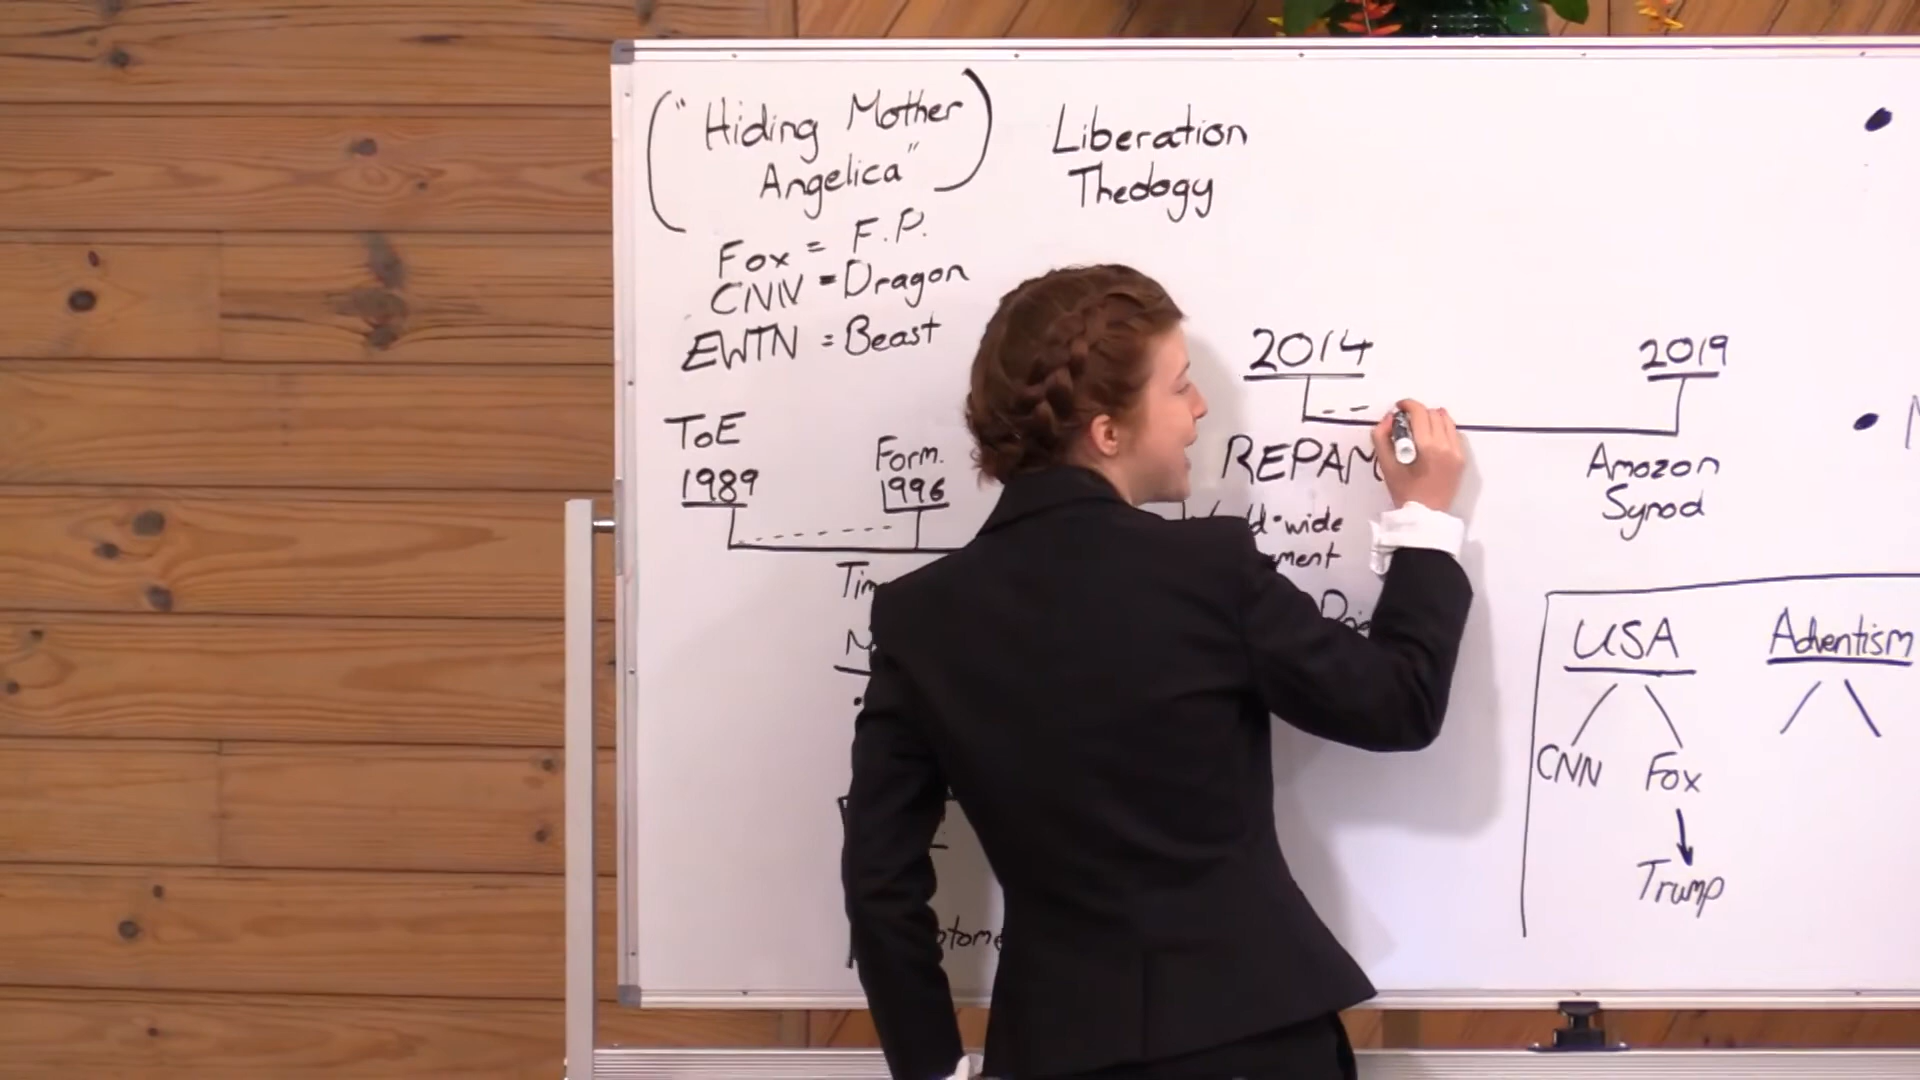 ("Hiding Mother
Angelica")
Liberation
Theology
Fox = F.P.
CNN = Dragon
EWTN = Beast
ToE
1989
Form.
1996
2014
2019
REPAM
Amazon
Synod
wide
USA
Adventism
CNN
Fox
Trump